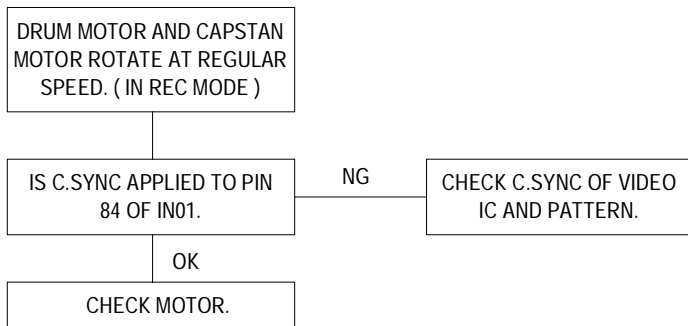 DRUM MOTOR AND CAPSTAN
MOTOR ROTATE AT REGULAR
SPEED. ( IN REC MODE )
IS C.SYNC APPLIED TO PIN
84 OF IN01.
NG
CHECK C.SYNC OF VIDEO
IC AND PATTERN.
OK
CHECK MOTOR.